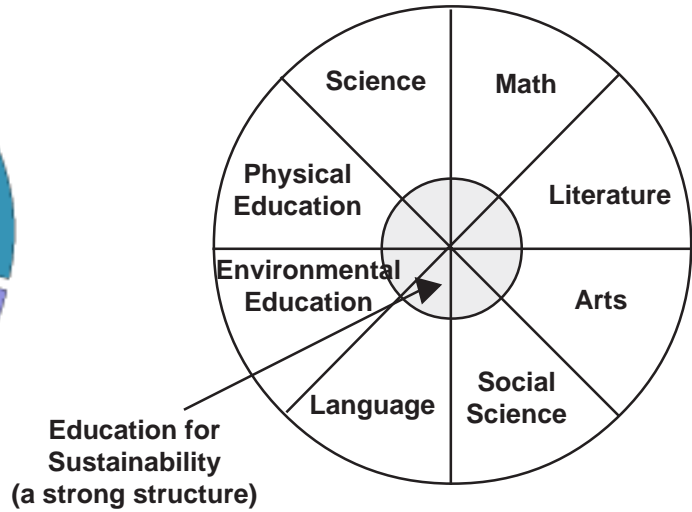 Science
Math
Physical
Education
Literature
Environmental
Education
Arts
Language
Social
Science
Education for
Sustainability
(a strong structure)